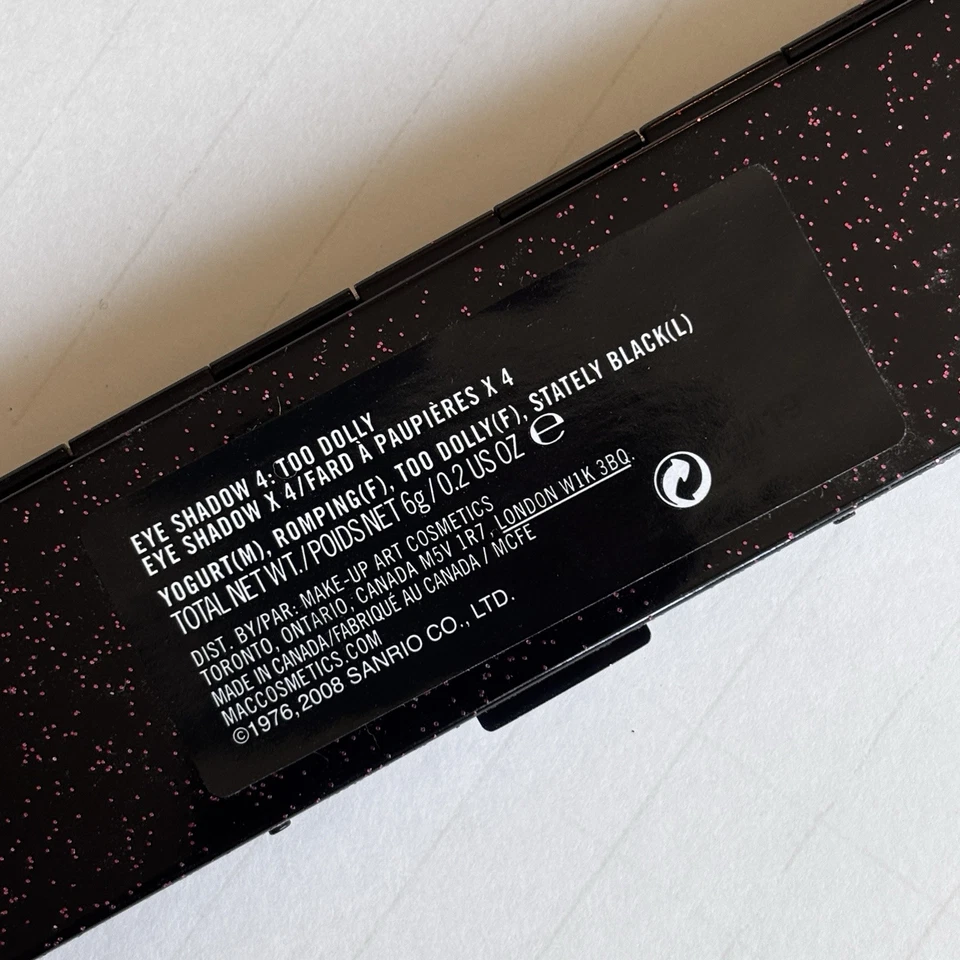 EYE SHADOW 4: TOO DOLLY
EYE SHADOW X 4/FARD À PAUPIÈRES X 4
YOGURT(M), ROMPING(F), TOO DOLLY(F), STATELY BLACK(L)
TOTAL NET WT./POIDS NET 6g/0.2 US OZ ℮
DIST. BY/PAR: MAKE-UP ART COSMETICS
TORONTO, ONTARIO, CANADA M5V 1R7, LONDON W1K 3BQ.
MADE IN CANADA/FABRIQUÉ AU CANADA / MCFE
MACCOSMETICS.COM
©1976,2008 SANRIO CO., LTD.